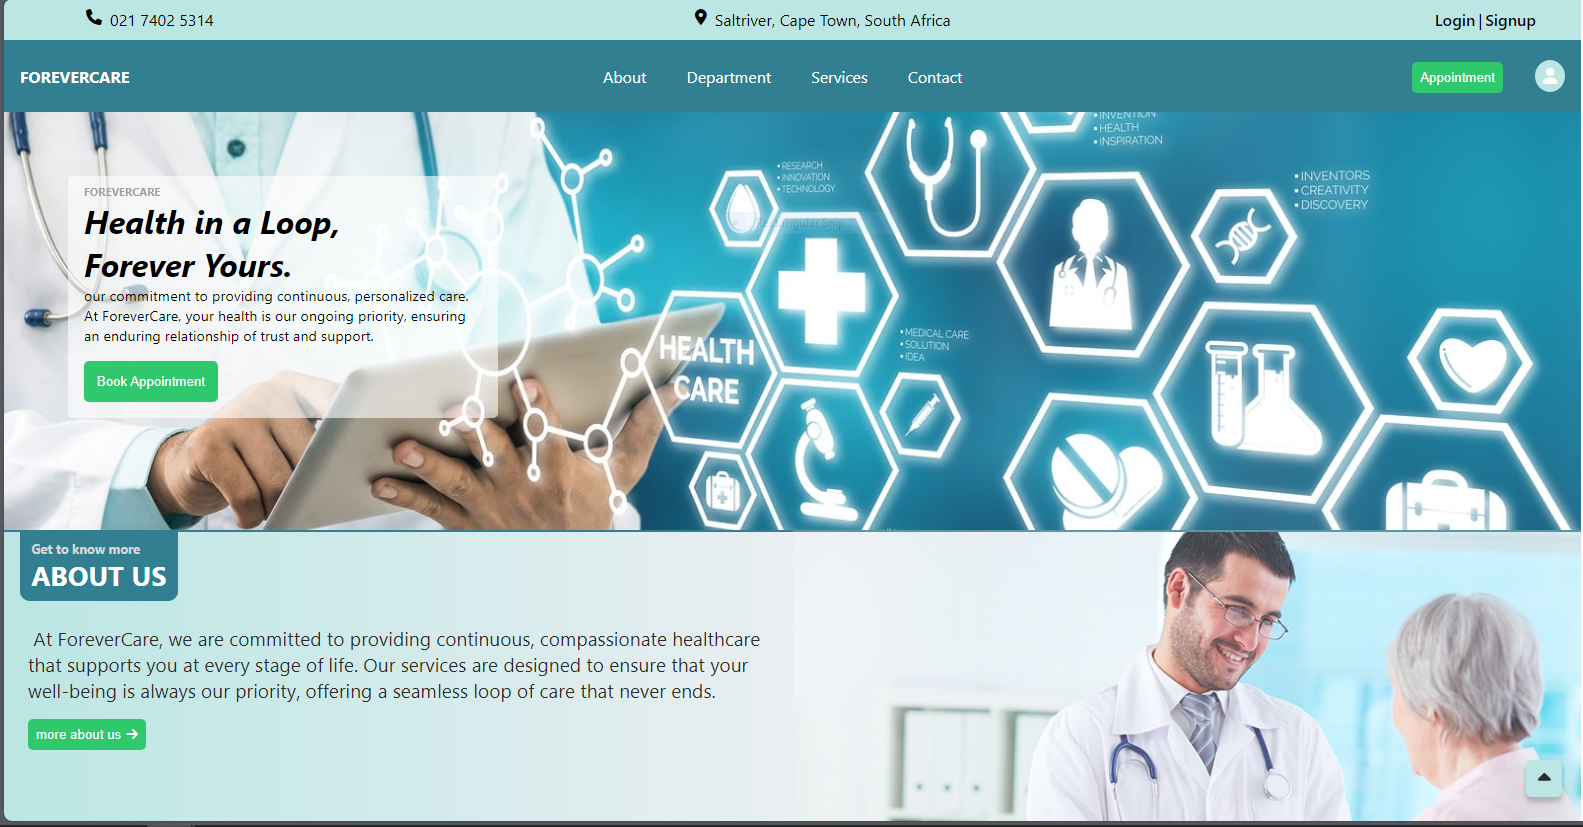 021 7402 5314
Saltriver, Cape Town, South Africa
Login | Signup
FOREVERCARE
About
Department
Services
Contact
Appointment
INVENTION
• HEALTH
• INSPIRATION
• RESEARCH
• INNOVATION
• TECHNOLOGY
• INVENTORS
• CREATIVITY
• DISCOVERY
Rectangular Snip
FOREVERCARE
Health in a Loop,
Forever Yours.
our commitment to providing continuous, personalized care.
At ForeverCare, your health is our ongoing priority, ensuring
an enduring relationship of trust and support.
Book Appointment
HEALTH
CARE
• MEDICAL CARE
• SOLUTION
• IDEA
Get to know more
ABOUT US
At ForeverCare, we are committed to providing continuous, compassionate healthcare
that supports you at every stage of life. Our services are designed to ensure that your
well-being is always our priority, offering a seamless loop of care that never ends.
more about us →